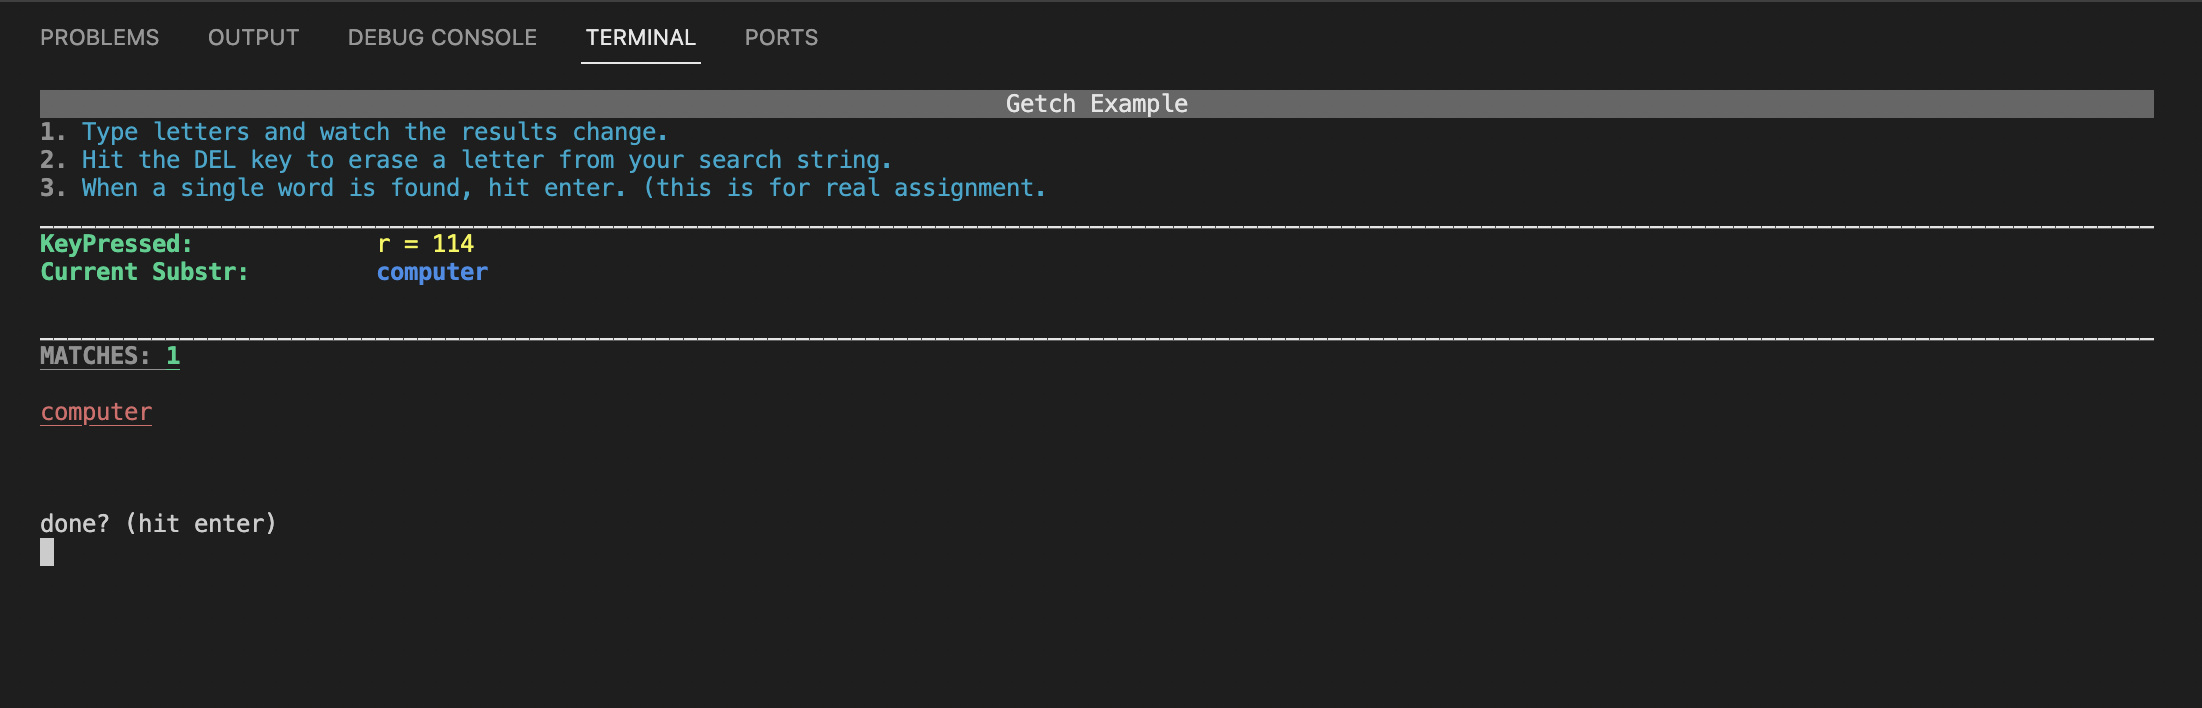 PROBLEMS OUTPUT DEBUG CONSOLE TERMINAL PORTS
Getch Example
1. Type letters and watch the results change.
2. Hit the DEL key to erase a letter from your search string.
3. When a single word is found, hit enter. (this is for real assignment.
KeyPressed: r = 114
Current Substr: computer
MATCHES: 1
computer
done? (hit enter)